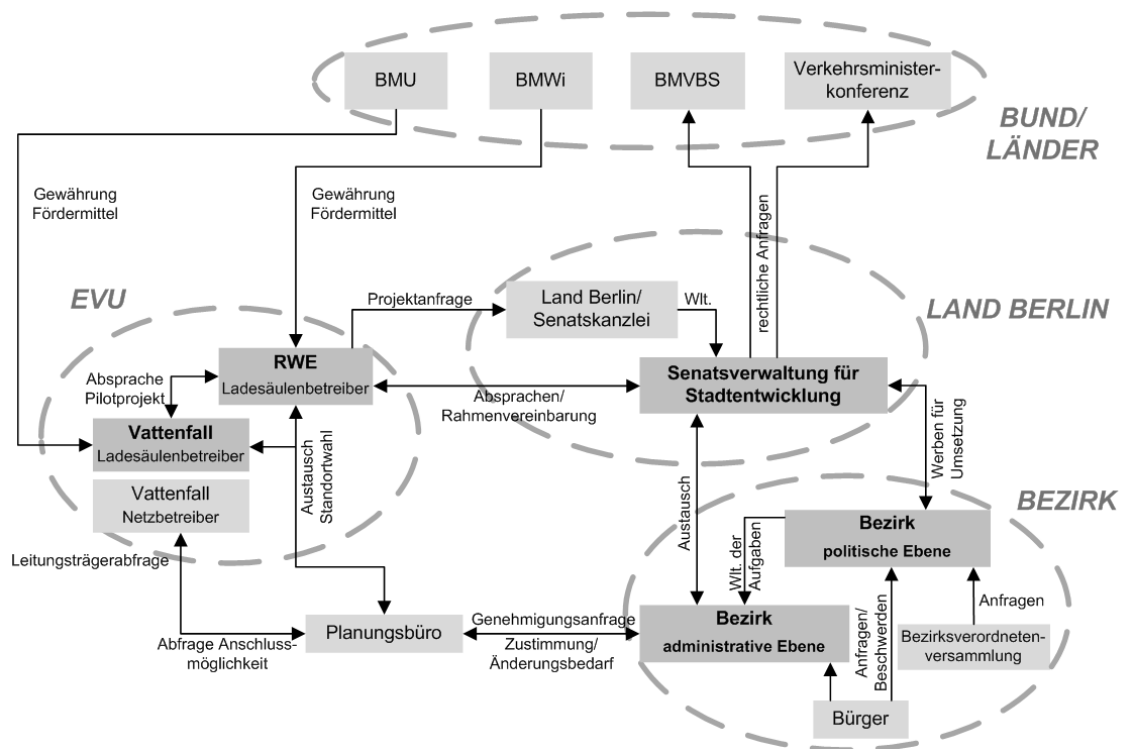 BMU
BMWi
BMVBS
Verkehrsminister-
konferenz
BUND/
LÄNDER
Gewährung
Fördermittel
Gewährung
Fördermittel
rechtliche Anfragen
EVU
Projektanfrage
Land Berlin/
Senatskanzlei
Wlt.
LAND BERLIN
RWE
Ladesäulenbetreiber
Absprache
Pilotprojekt
Absprachen/
Rahmenvereinbarung
Senatsverwaltung für
Stadtentwicklung
Vattenfall
Ladesäulenbetreiber
Austausch
Standortwahl
Werben für
Umsetzung
Vattenfall
Netzbetreiber
Austausch
BEZIRK
Bezirk
politische Ebene
Leitungsträgerabfrage
Wlt. der
Aufgaben
Anfragen
Planungsbüro
Genehmigungsanfrage
Zustimmung/
Änderungsbedarf
Abfrage Anschluss-
möglichkeit
Bezirk
administrative Ebene
Anfragen/
Beschwerden
Bezirksverordneten-
versammlung
Bürger